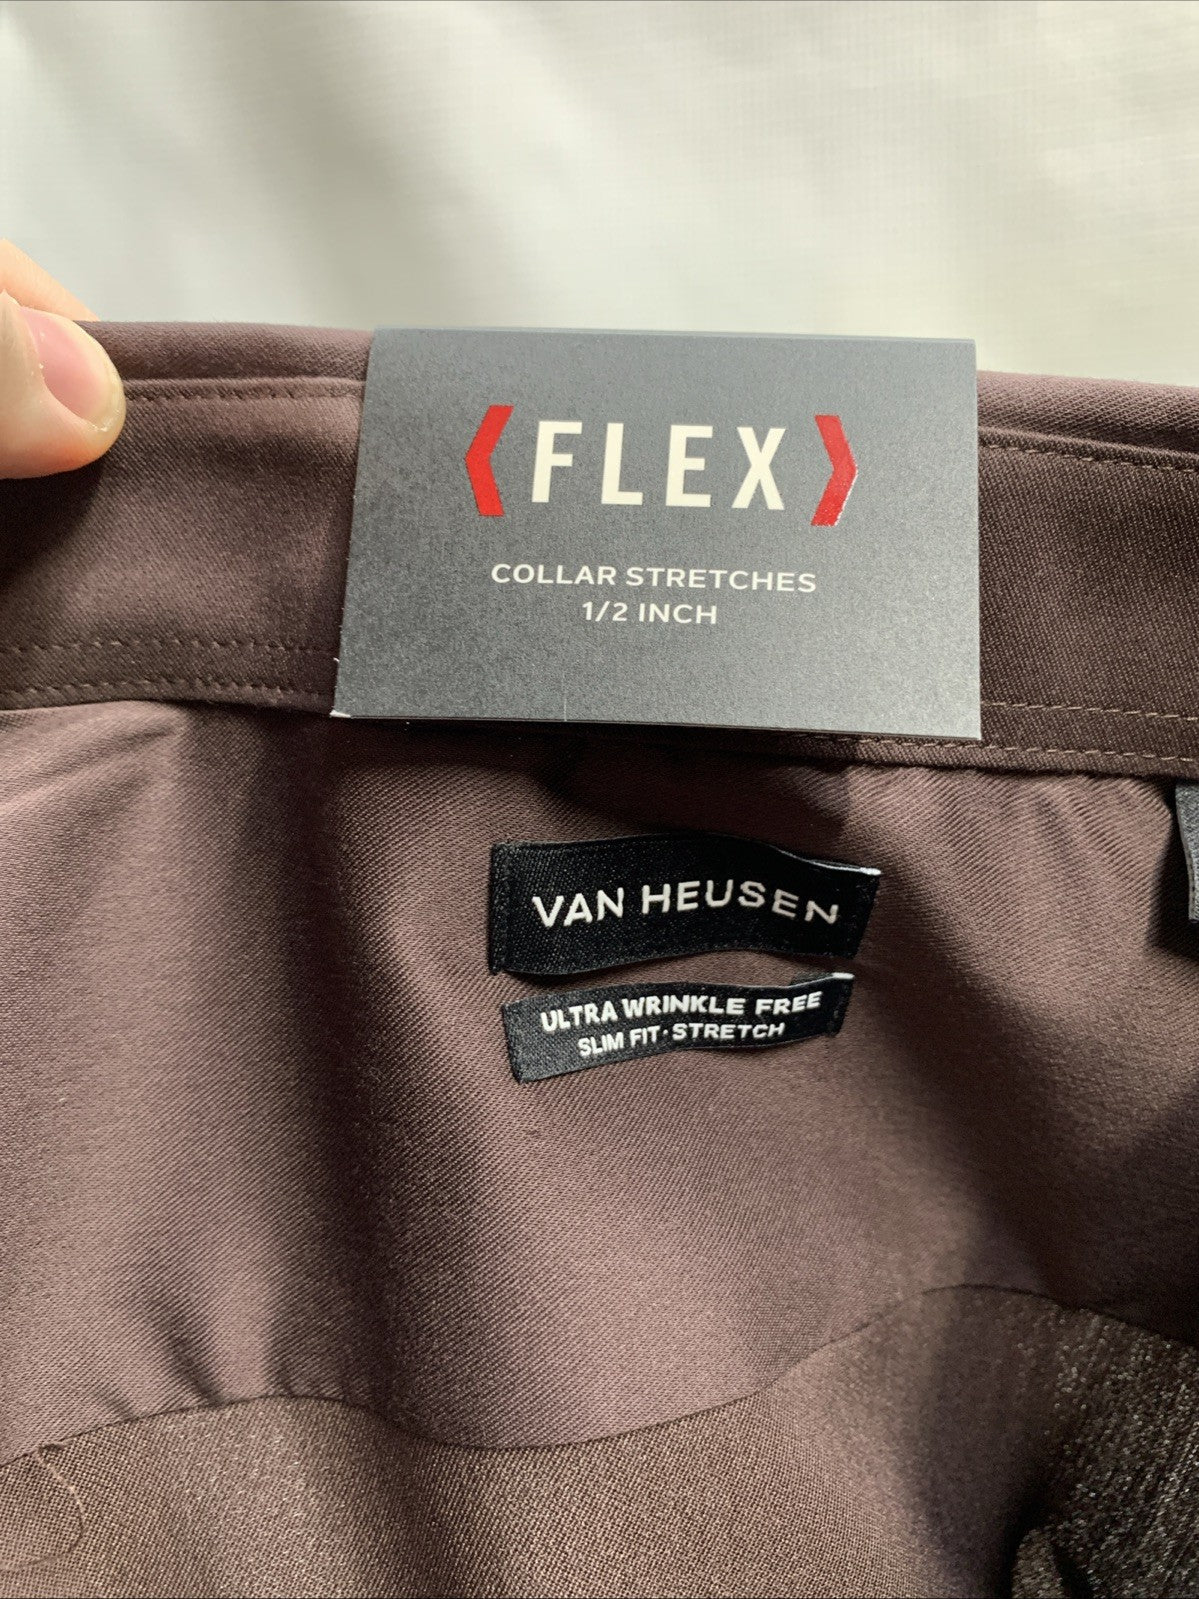 FLEX
COLLAR STRETCHES
1/2 INCH
VAN HEUSEN
ULTRA WRINKLE FREE
SLIM FIT · STRETCH